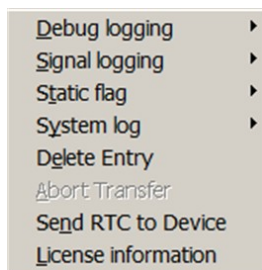 Debug logging
Signal logging
Static flag
System log
Delete Entry
Abort Transfer
Send RTC to Device
License information